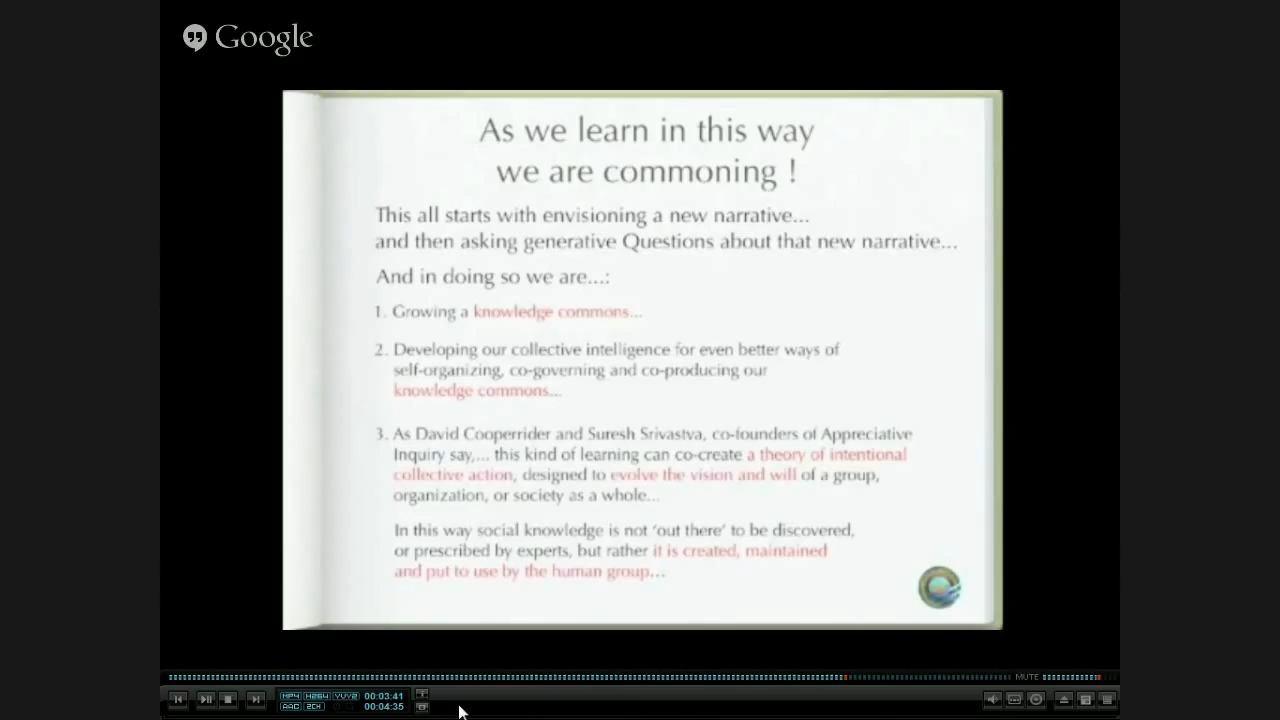 Google
As we learn in this way
we are commoning !
This all starts with envisioning a new narrative...
and then asking generative Questions about that new narrative...
And in doing so we are...:
1. Growing a knowledge commons...
2. Developing our collective intelligence for even better ways of
self-organizing, co-governing and co-producing our
knowledge commons...
3. As David Cooperrider and Suresh Srivastva, co-founders of Appreciative
Inquiry say,... this kind of learning can co-create a theory of intentional
collective action, designed to evolve the vision and will of a group,
organization, or society as a whole...
In this way social knowledge is not 'out there' to be discovered,
or prescribed by experts, but rather it is created, maintained
and put to use by the human group...
MUTE
MP4 H264 YUY2 00:03:41
AAC 2CH 00:04:35